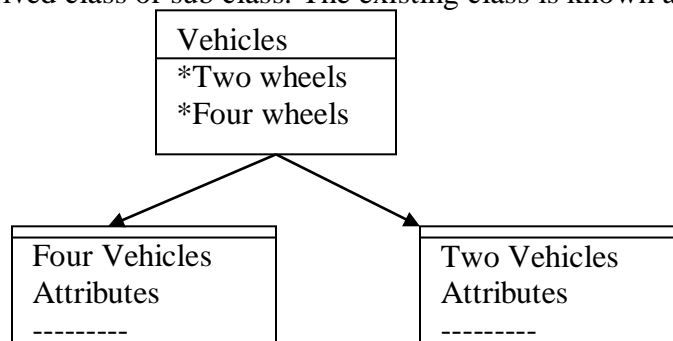 ived class or sub class. The existing class is known a
Vehicles
*Two wheels
*Four wheels
Four Vehicles
Attributes
---------
Two Vehicles
Attributes
---------